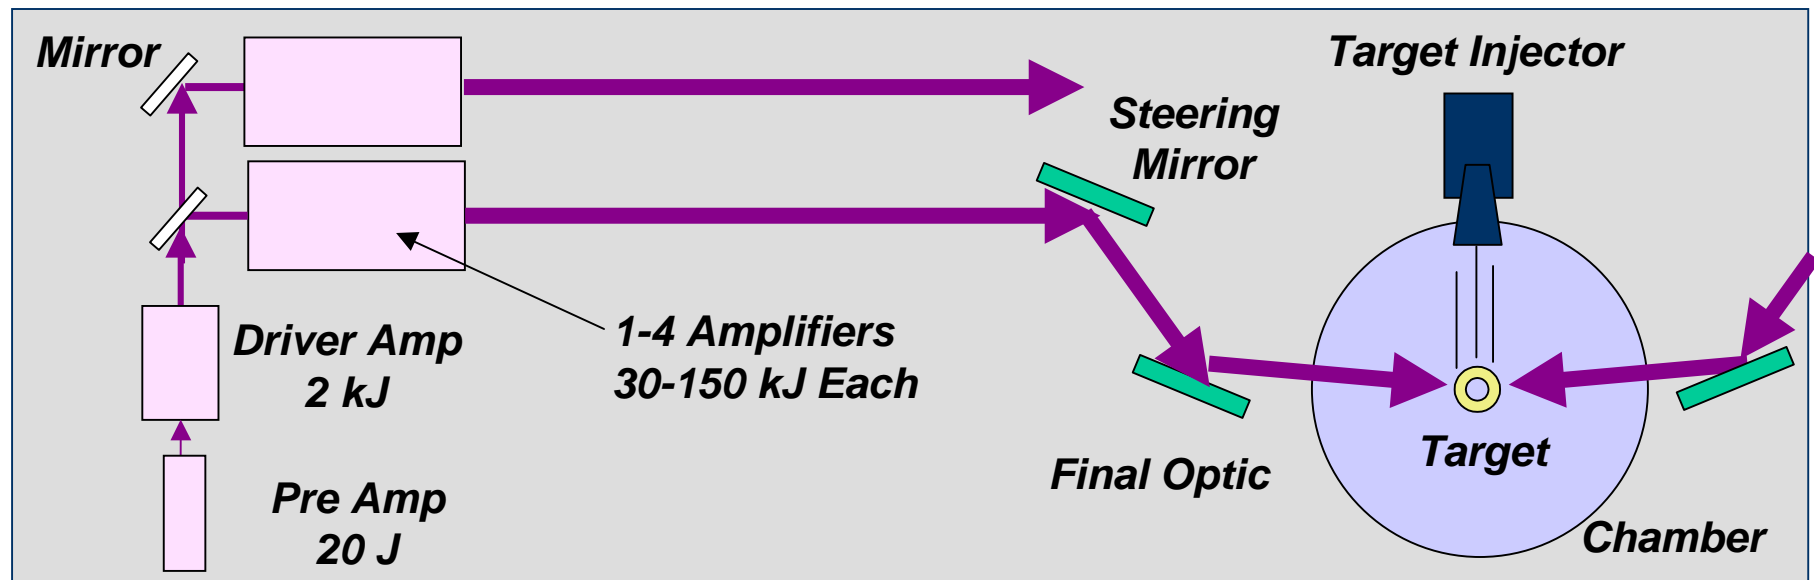 Mirror
Target Injector
Steering
Mirror
Driver Amp
2 kJ
1-4 Amplifiers
30-150 kJ Each
Pre Amp
20 J
Final Optic
Target
Chamber